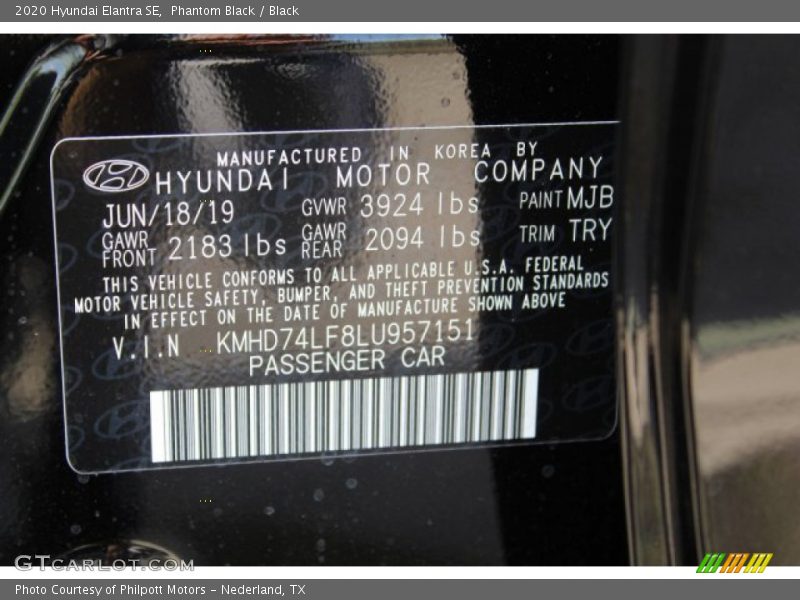 2020 Hyundai Elantra SE, Phantom Black / Black
MANUFACTURED IN KOREA BY
HYUNDAI MOTOR COMPANY
JUN/18/19 GVWR 3924 lbs PAINT MJB
GAWR FRONT 2183 lbs GAWR REAR 2094 lbs TRIM TRY
THIS VEHICLE CONFORMS TO ALL APPLICABLE U.S.A. FEDERAL
MOTOR VEHICLE SAFETY, BUMPER, AND THEFT PREVENTION STANDARDS
IN EFFECT ON THE DATE OF MANUFACTURE SHOWN ABOVE
V.I.N KMHD74LF8LU957151
PASSENGER CAR
GTCARLOT.COM
Photo Courtesy of Philpott Motors – Nederland, TX